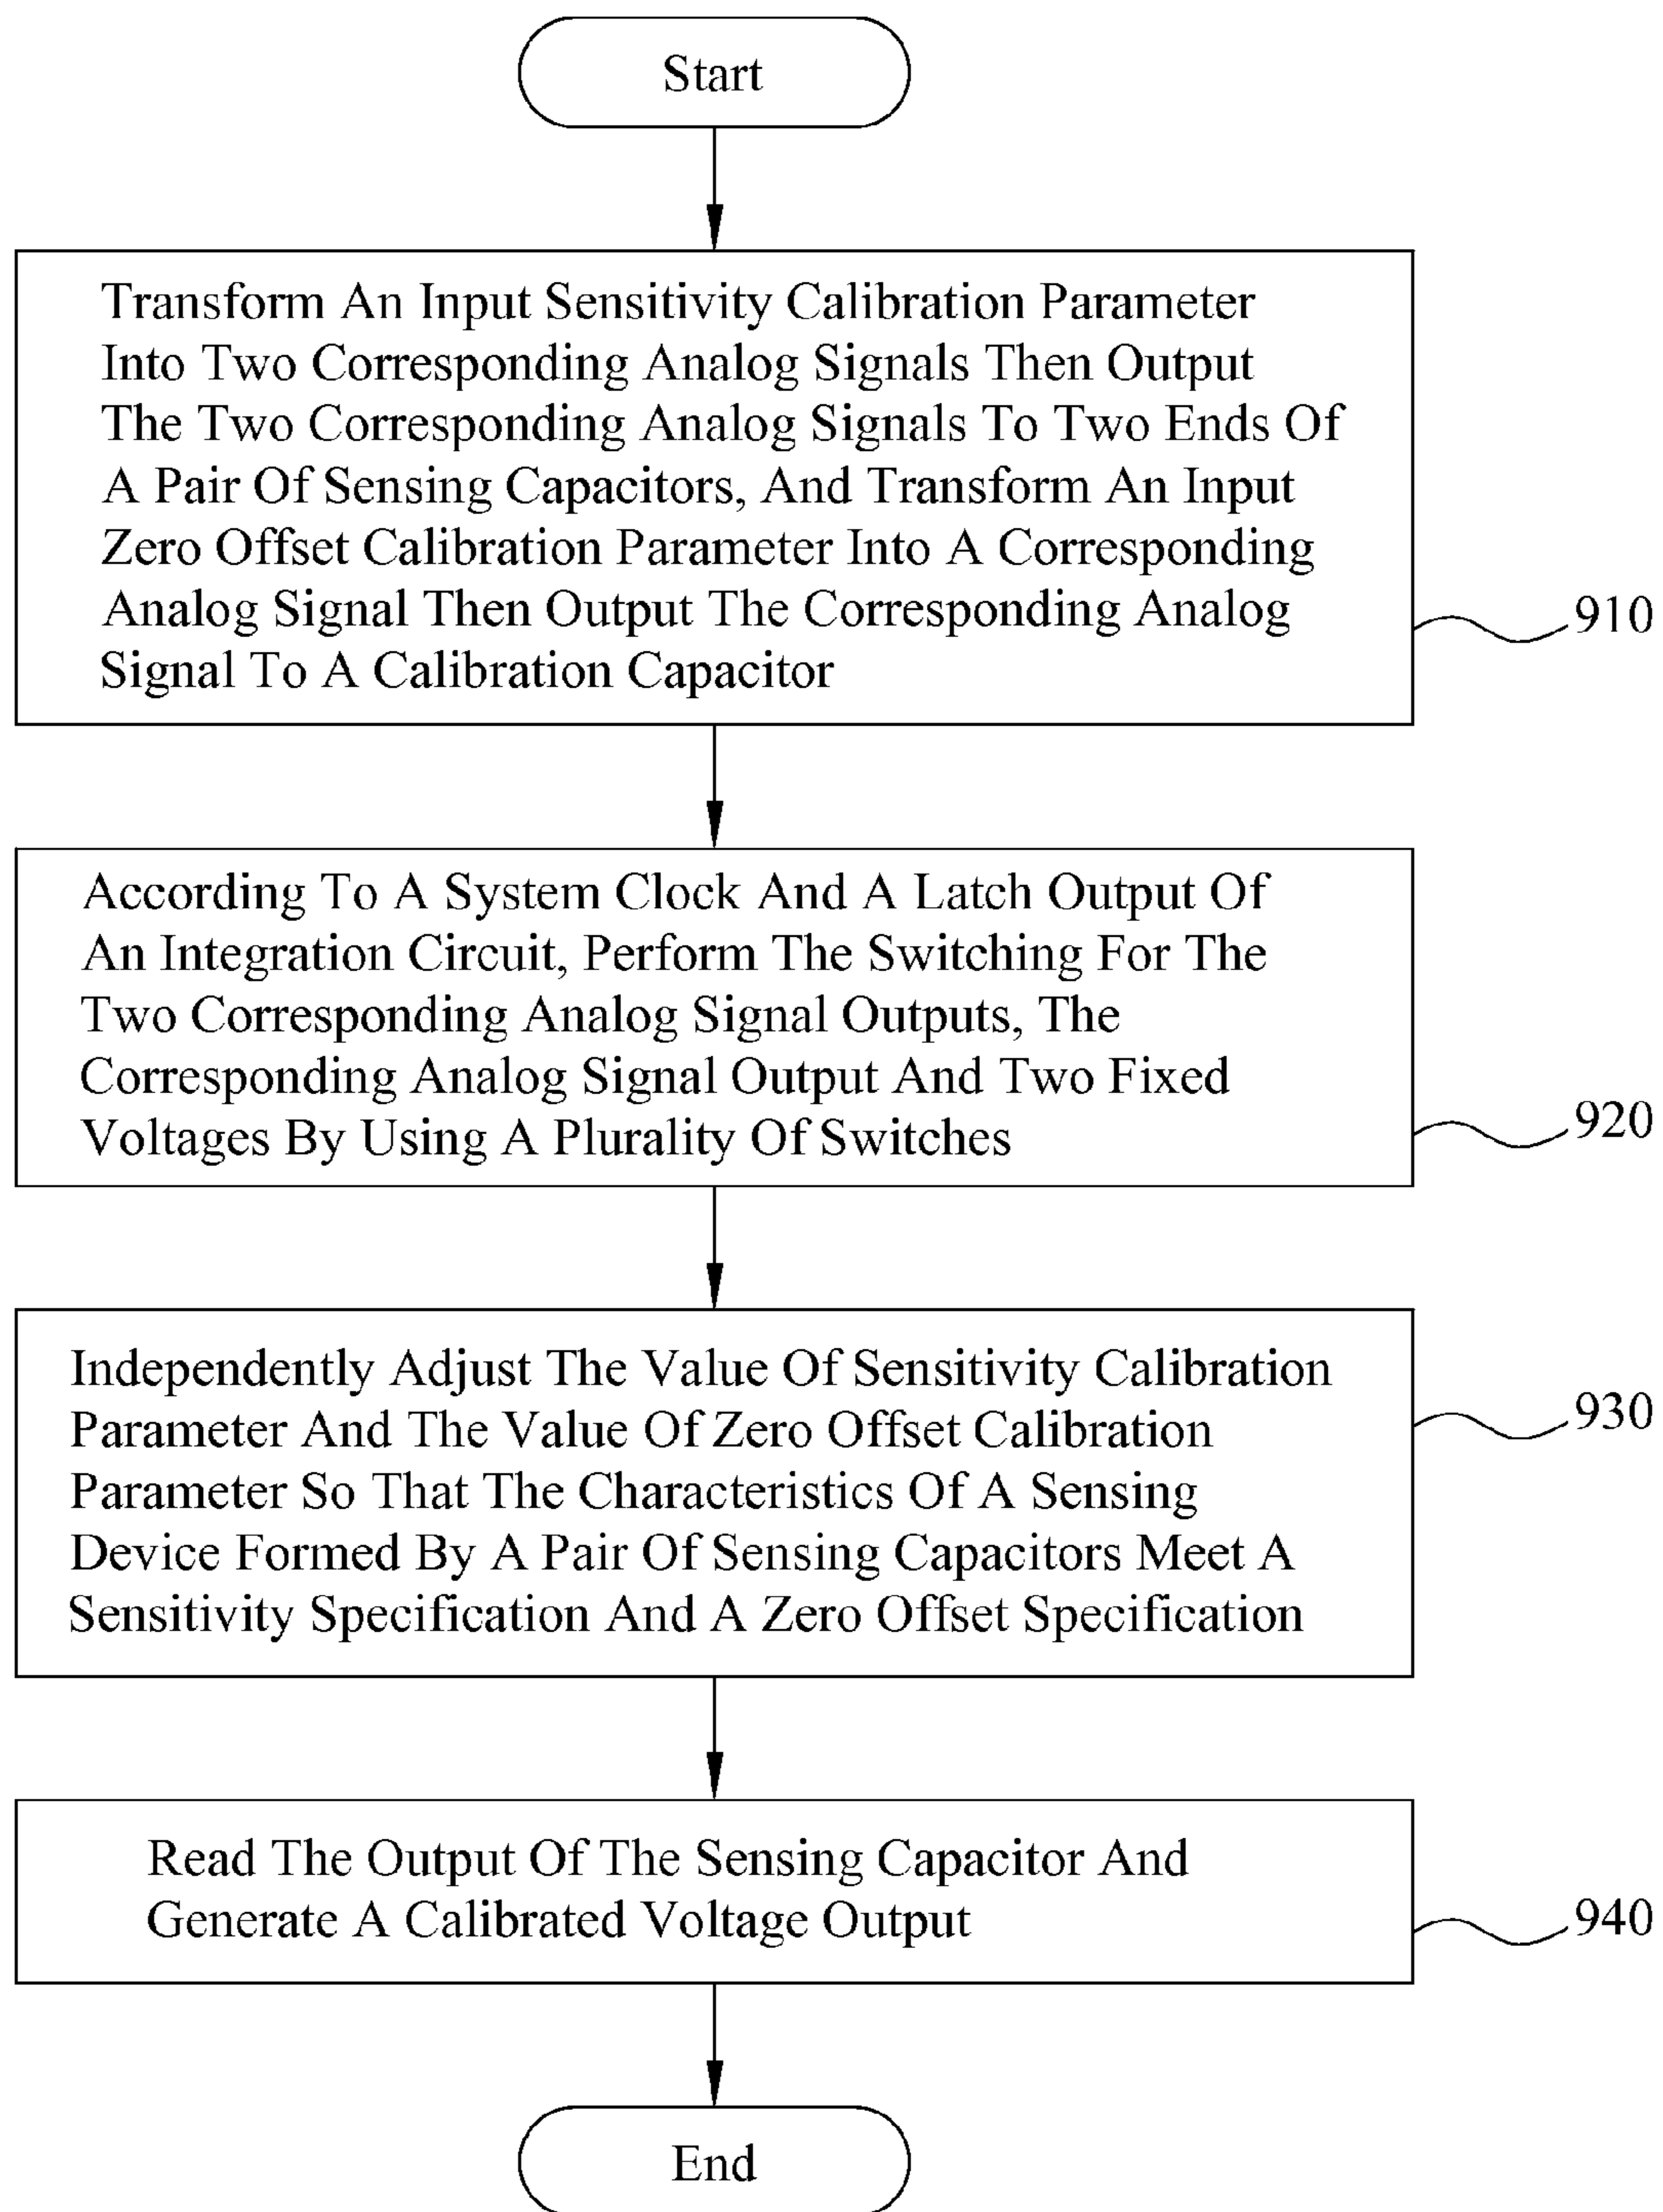 Start
Transform An Input Sensitivity Calibration Parameter
Into Two Corresponding Analog Signals Then Output
The Two Corresponding Analog Signals To Two Ends Of
A Pair Of Sensing Capacitors, And Transform An Input
Zero Offset Calibration Parameter Into A Corresponding
Analog Signal Then Output The Corresponding Analog
Signal To A Calibration Capacitor
910
According To A System Clock And A Latch Output Of
An Integration Circuit, Perform The Switching For The
Two Corresponding Analog Signal Outputs, The
Corresponding Analog Signal Output And Two Fixed
Voltages By Using A Plurality Of Switches
920
Independently Adjust The Value Of Sensitivity Calibration
Parameter And The Value Of Zero Offset Calibration
Parameter So That The Characteristics Of A Sensing
Device Formed By A Pair Of Sensing Capacitors Meet A
Sensitivity Specification And A Zero Offset Specification
930
Read The Output Of The Sensing Capacitor And
Generate A Calibrated Voltage Output
940
End